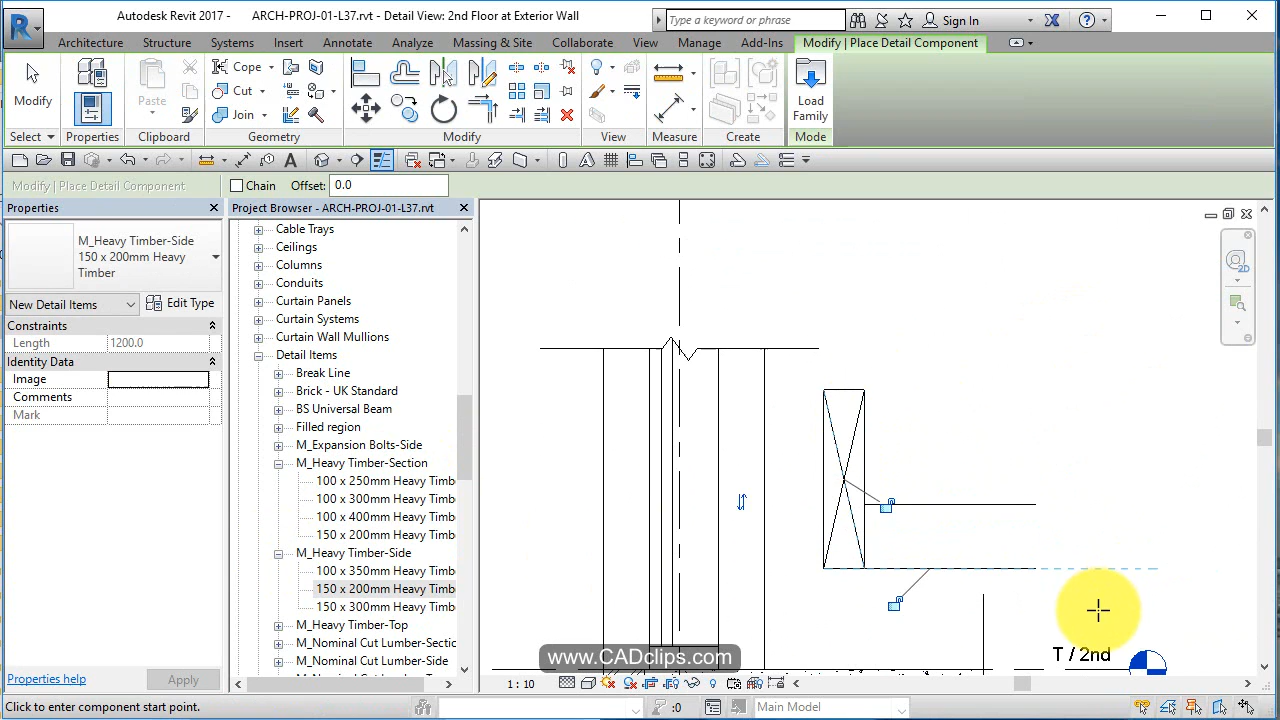 Autodesk Revit 2017 - ARCH-PROJ-01-L37.rvt - Detail View: 2nd Floor at Exterior Wall
Type a keyword or phrase
Sign In
Architecture Structure Systems Insert Annotate Analyze Massing & Site Collaborate View Manage Add-Ins Modify | Place Detail Component
Modify
Paste
Cope
Cut
Join
Load Family
Select Properties Clipboard Geometry Modify View Measure Create Mode
Modify | Place Detail Component
Chain Offset: 0.0
Properties
M_Heavy Timber-Side
150 x 200mm Heavy
Timber
New Detail Items Edit Type
Constraints
Length 1200.0
Identity Data
Image
Comments
Mark
Properties help
Apply
Project Browser - ARCH-PROJ-01-L37.rvt
Cable Trays
Ceilings
Columns
Conduits
Curtain Panels
Curtain Systems
Curtain Wall Mullions
Detail Items
Break Line
Brick - UK Standard
BS Universal Beam
Filled region
M_Expansion Bolts-Side
M_Heavy Timber-Section
100 x 250mm Heavy Timb
100 x 300mm Heavy Timb
100 x 400mm Heavy Timb
150 x 200mm Heavy Timb
M_Heavy Timber-Side
100 x 350mm Heavy Timb
150 x 200mm Heavy Timb
150 x 300mm Heavy Timb
M_Heavy Timber-Top
M_Nominal Cut Lumber-Sectio
M_Nominal Cut Lumber-Side
2D
T / 2nd
www.CADclips.com
1 : 10
Click to enter component start point.
:0
Main Model